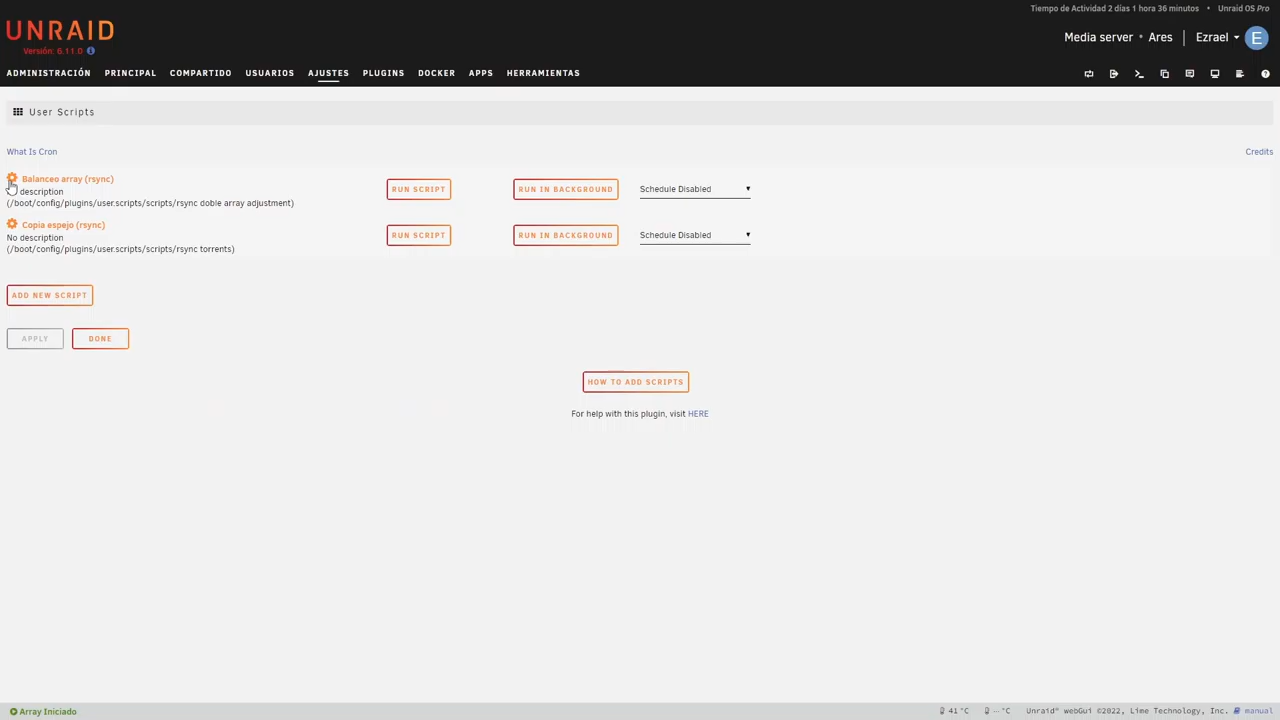 Tiempo de Actividad 2 días 1 hora 36 minutos • Unraid OS Pro
UNRAID
Versión: 6.11.0
Media server • Ares
Ezrael
E
ADMINISTRACIÓN PRINCIPAL COMPARTIDO USUARIOS AJUSTES PLUGINS DOCKER APPS HERRAMIENTAS
User Scripts
What Is Cron
Credits
Balanceo array (rsync)
description
(/boot/config/plugins/user.scripts/scripts/rsync doble array adjustment)
RUN SCRIPT
RUN IN BACKGROUND
Schedule Disabled
Copia espejo (rsync)
No description
(/boot/config/plugins/user.scripts/scripts/rsync torrents)
RUN SCRIPT
RUN IN BACKGROUND
Schedule Disabled
ADD NEW SCRIPT
APPLY
DONE
HOW TO ADD SCRIPTS
For help with this plugin, visit HERE
Array Iniciado
41 °C
--- °C
Unraid® webGui ©2022, Lime Technology, Inc.
manual